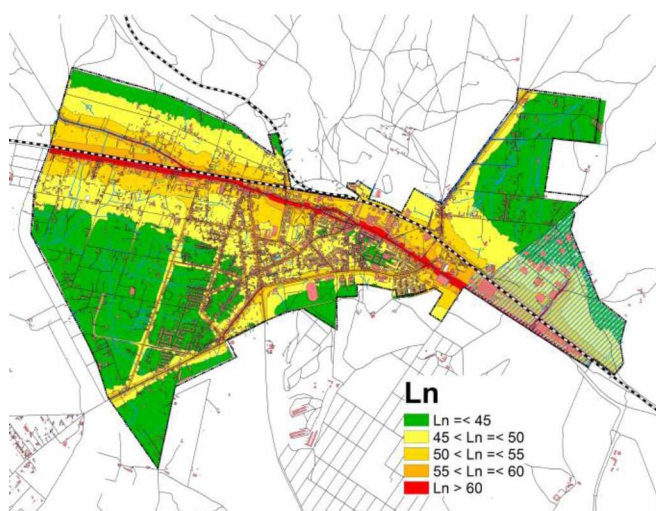 Ln
Ln =< 45
45 < Ln =< 50
50 < Ln =< 55
55 < Ln =< 60
Ln > 60